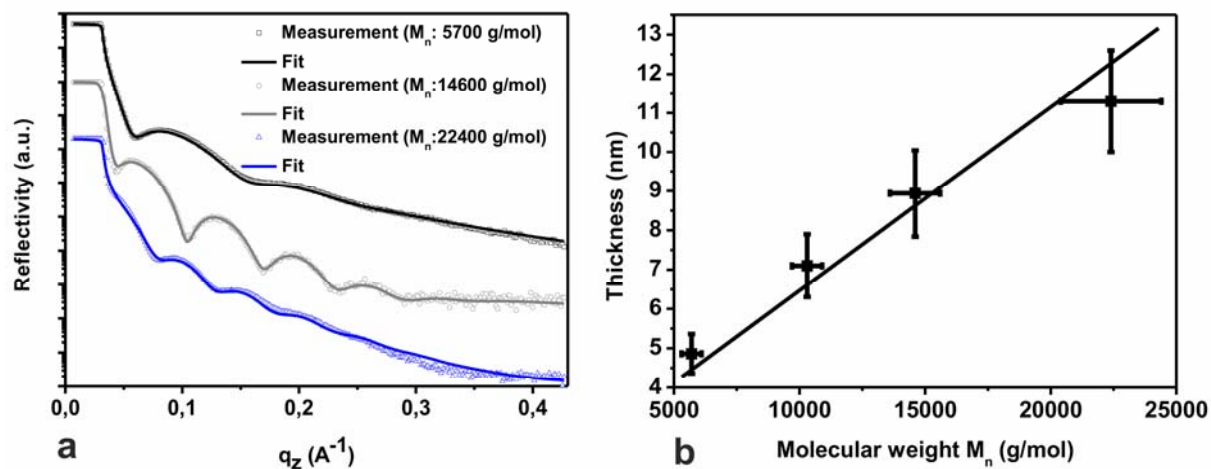 Measurement (Mn: 5700 g/mol)
Fit
Measurement (Mn:14600 g/mol)
Fit
Measurement (Mn:22400 g/mol)
Fit
Reflectivity (a.u.)
0,0 0,1 0,2 0,3 0,4
qz (A-1)
a
13
12
11
10
9
8
7
6
5
4
Thickness (nm)
5000 10000 15000 20000 25000
Molecular weight Mn (g/mol)
b